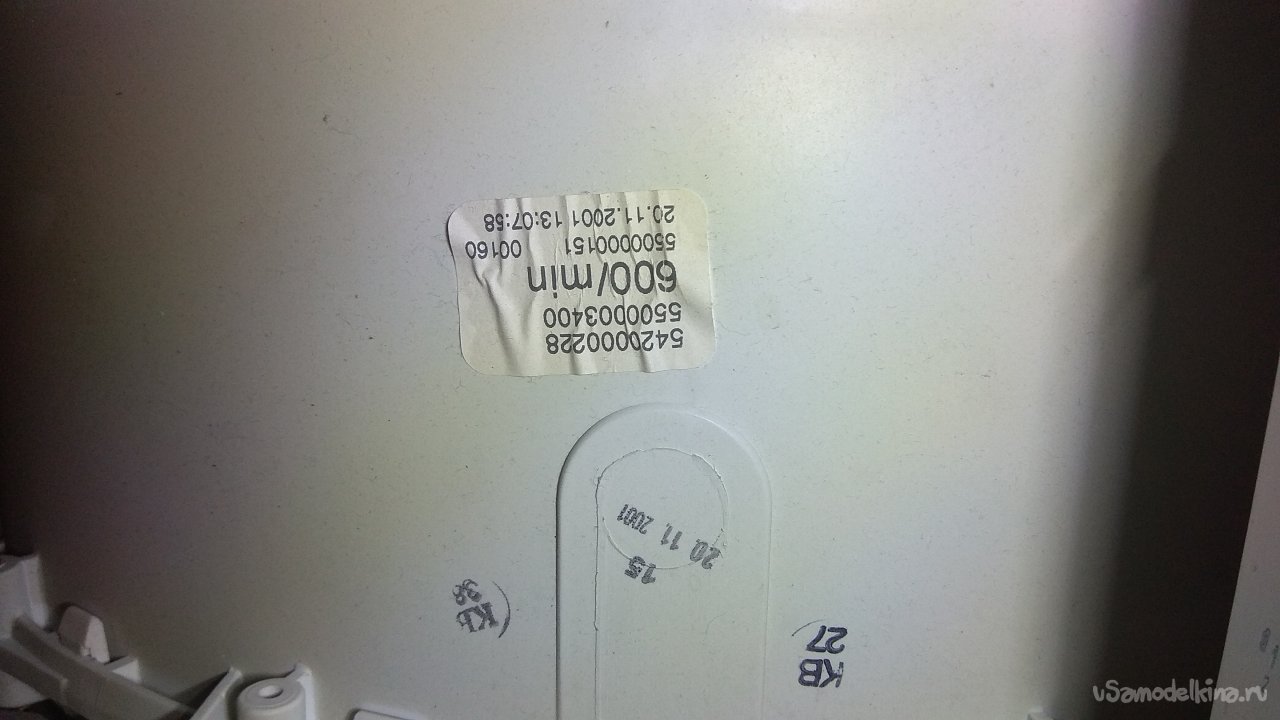 5420000228
5500003400
600/min
5500000151 00160
20.11.2001 13:07:58
20. 11. 2001
15
KB
27
KB
38
vSamodelkina.ru